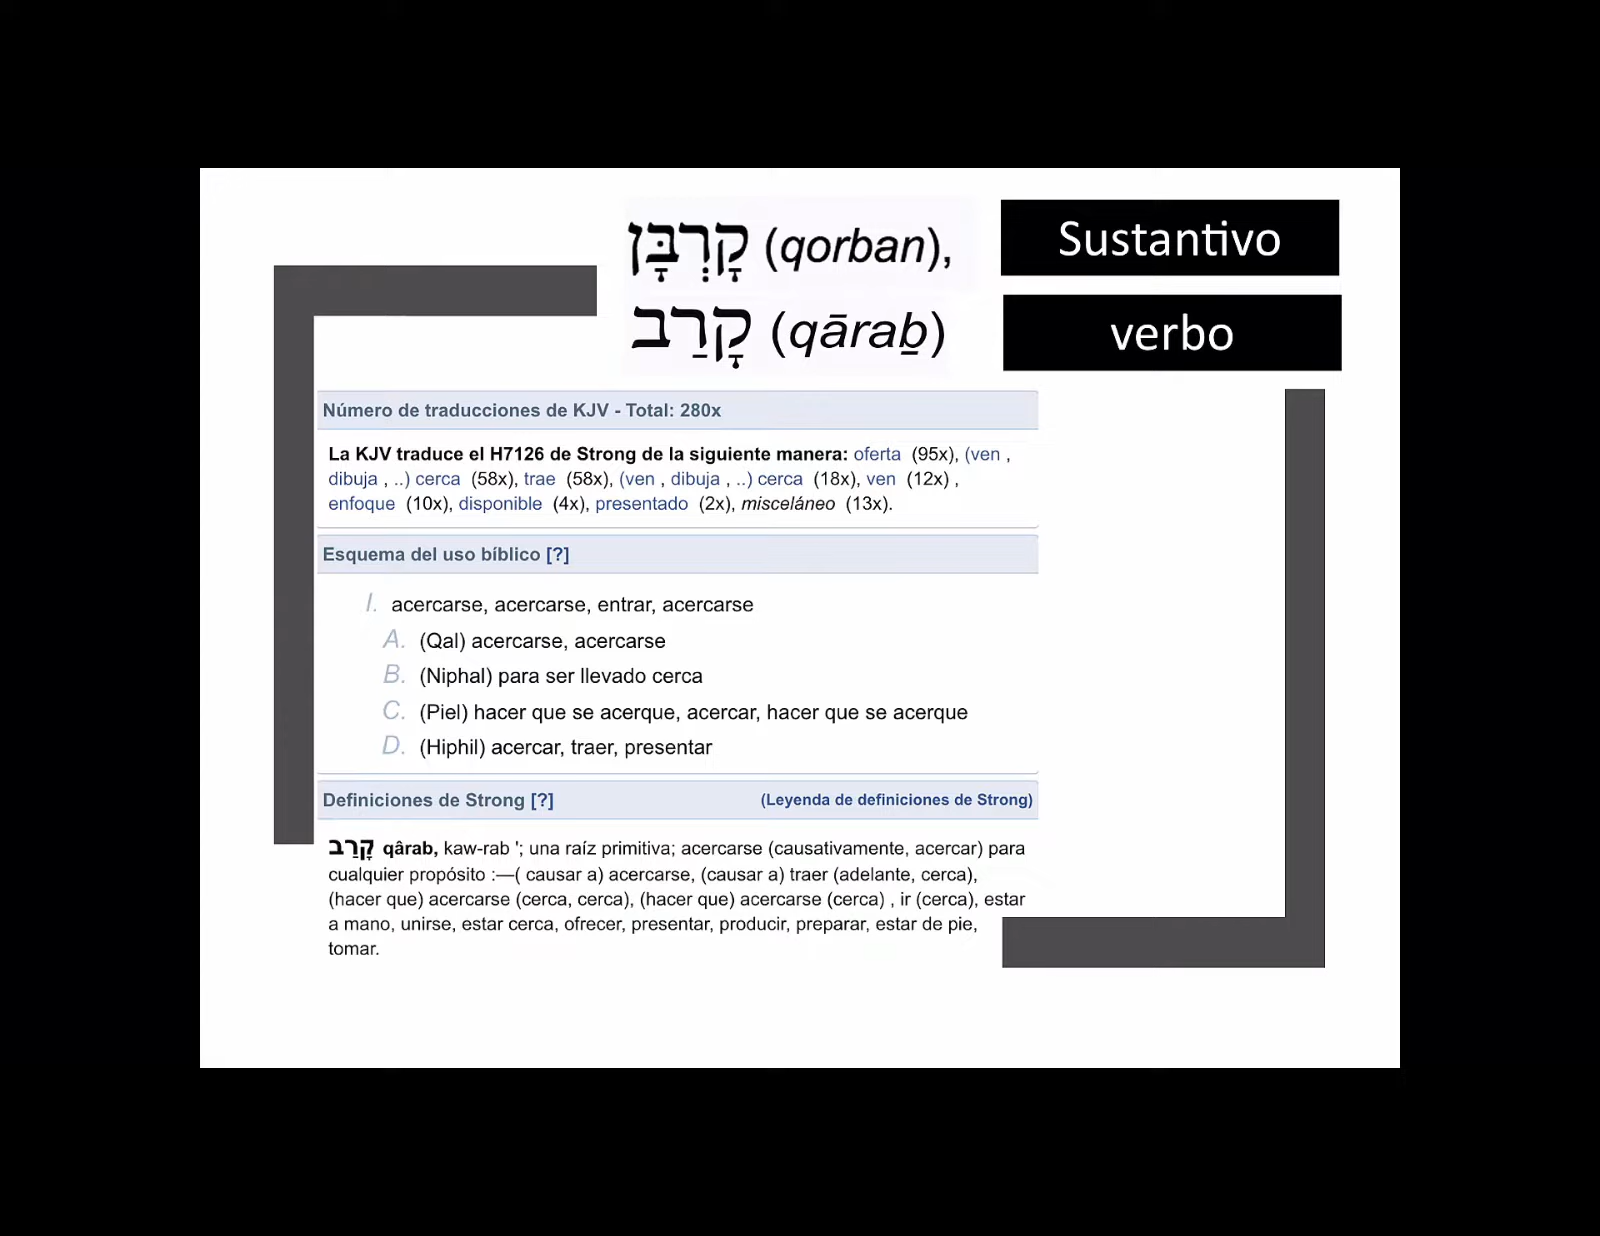 קָרְבָּן (qorban),
Sustantivo
קָרַב (qāraḇ)
verbo
Número de traducciones de KJV - Total: 280x
La KJV traduce el H7126 de Strong de la siguiente manera: oferta (95x), (ven ,
dibuja , ..) cerca (58x), trae (58x), (ven , dibuja , ..) cerca (18x), ven (12x) ,
enfoque (10x), disponible (4x), presentado (2x), misceláneo (13x).
Esquema del uso bíblico [?]
I. acercarse, acercarse, entrar, acercarse
A. (Qal) acercarse, acercarse
B. (Niphal) para ser llevado cerca
C. (Piel) hacer que se acerque, acercar, hacer que se acerque
D. (Hiphil) acercar, traer, presentar
Definiciones de Strong [?] (Leyenda de definiciones de Strong)
קָרַב qârab, kaw-rab '; una raíz primitiva; acercarse (causativamente, acercar) para
cualquier propósito :—( causar a) acercarse, (causar a) traer (adelante, cerca),
(hacer que) acercarse (cerca, cerca), (hacer que) acercarse (cerca) , ir (cerca), estar
a mano, unirse, estar cerca, ofrecer, presentar, producir, preparar, estar de pie,
tomar.